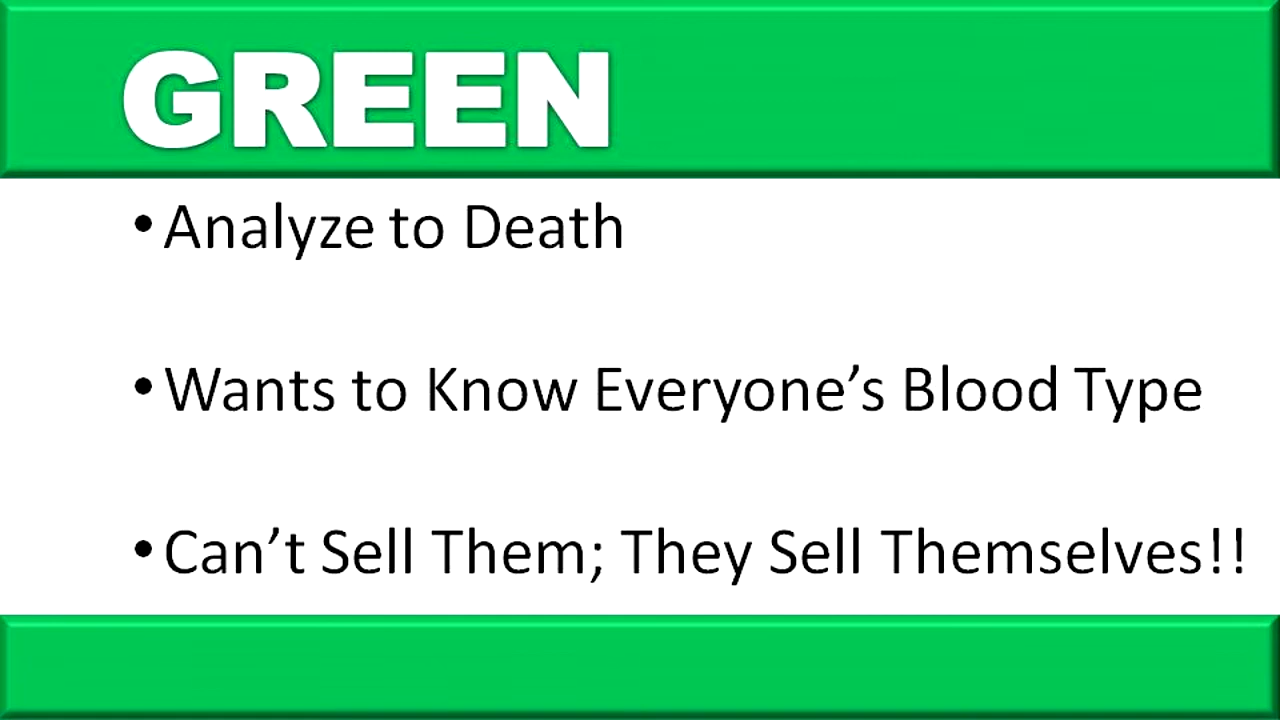 GREEN
• Analyze to Death
• Wants to Know Everyone’s Blood Type
• Can’t Sell Them; They Sell Themselves!!